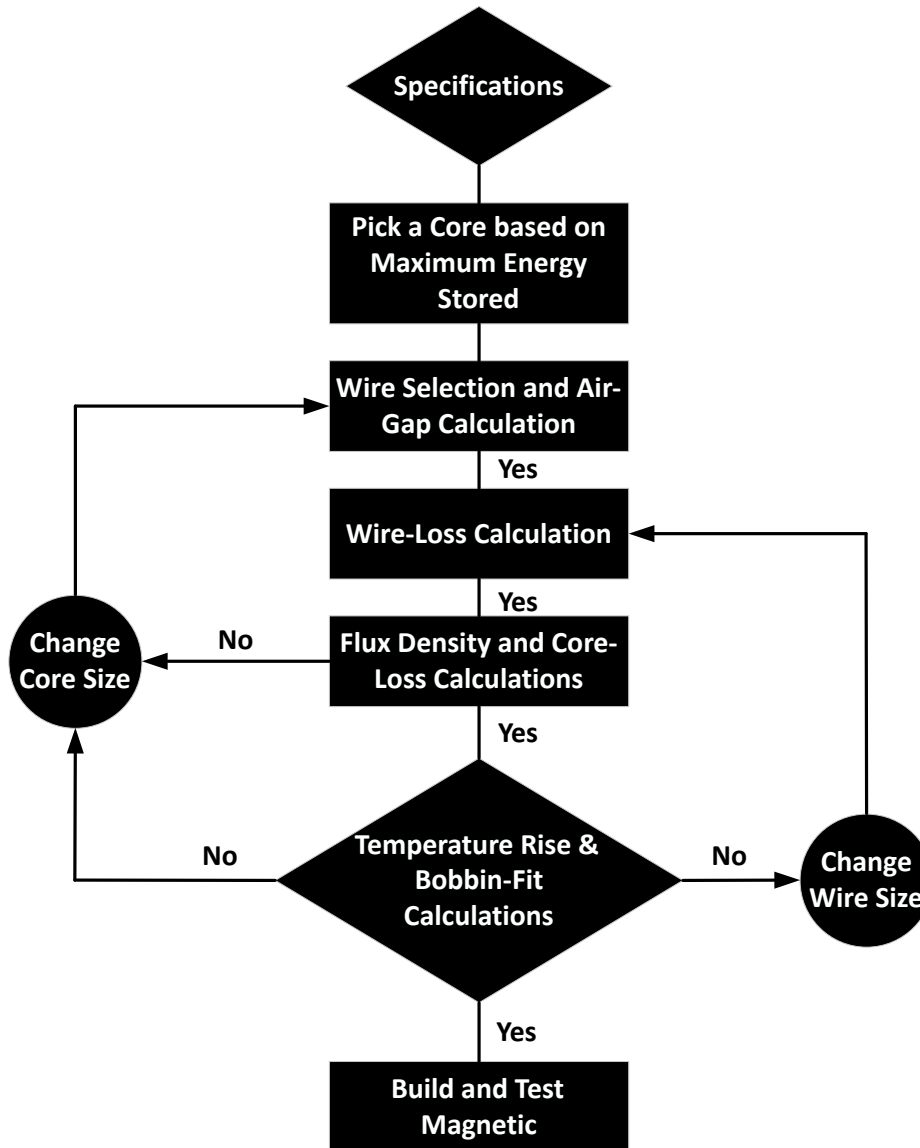 Specifications
Pick a Core based on
Maximum Energy
Stored
Wire Selection and Air-
Gap Calculation
Yes
Wire-Loss Calculation
Yes
Change
Core Size
No
Flux Density and Core-
Loss Calculations
Yes
No
Temperature Rise &
Bobbin-Fit
Calculations
No
Change
Wire Size
Yes
Build and Test
Magnetic